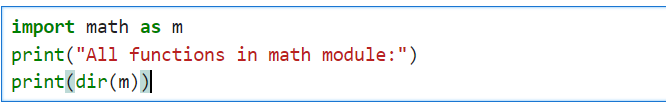 import math as m
print("All functions in math module:")
print(dir(m))